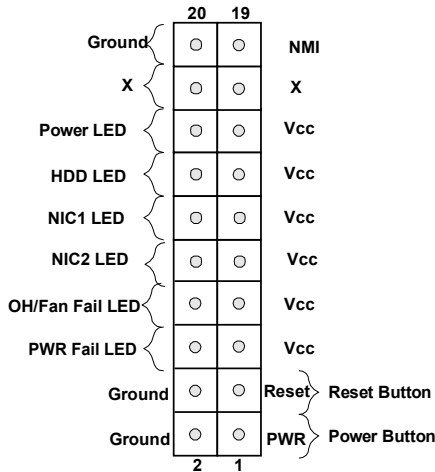 20 19
Ground NMI
X X
Power LED Vcc
HDD LED Vcc
NIC1 LED Vcc
NIC2 LED Vcc
OH/Fan Fail LED Vcc
PWR Fail LED Vcc
Ground Reset Reset Button
Ground PWR Power Button
2 1